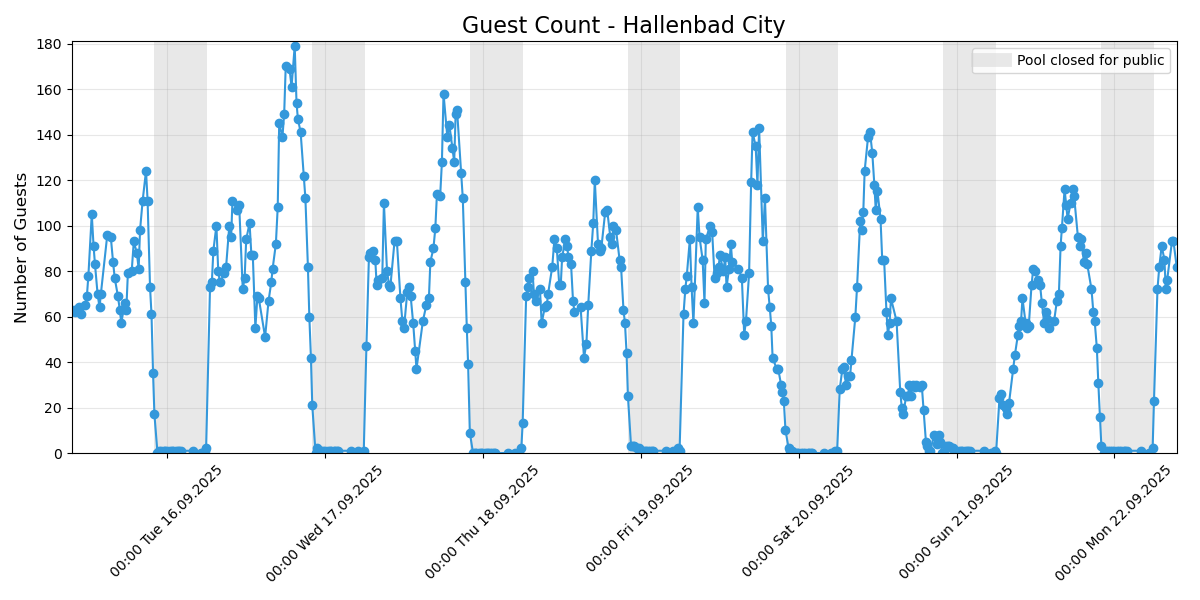 Guest Count - Hallenbad City
Pool closed for public
Number of Guests
180
160
140
120
100
80
60
40
20
0
00:00 Tue 16.09.2025
00:00 Wed 17.09.2025
00:00 Thu 18.09.2025
00:00 Fri 19.09.2025
00:00 Sat 20.09.2025
00:00 Sun 21.09.2025
00:00 Mon 22.09.2025